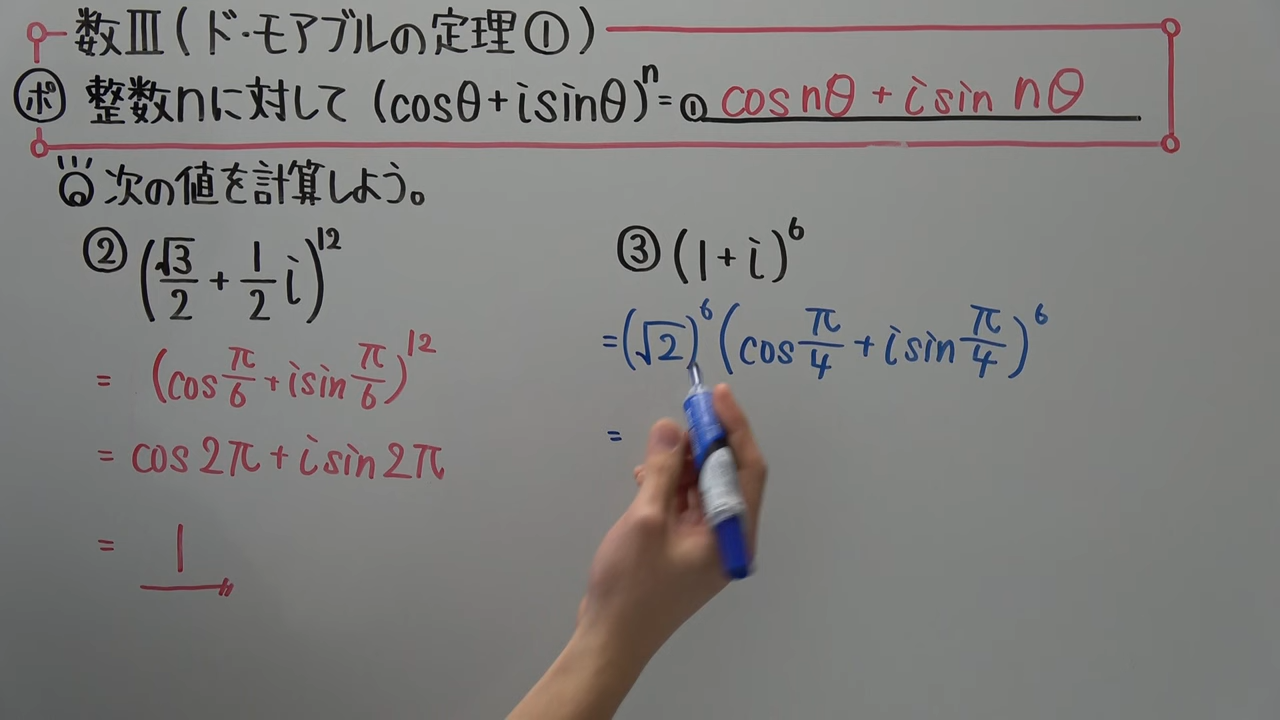 数Ⅲ(ド・モアブルの定理①)
ポ 整数nに対して (cosθ+isinθ)^n=① cos nθ + i sin nθ
Q 次の値を計算しよう。
② (√3/2 + 1/2 i)^12
= (cos π/6 + isin π/6)^12
= cos 2π + i sin 2π
= 1
③ (1+i)^6
= (√2)^6 (cos π/4 + isin π/4)^6
=